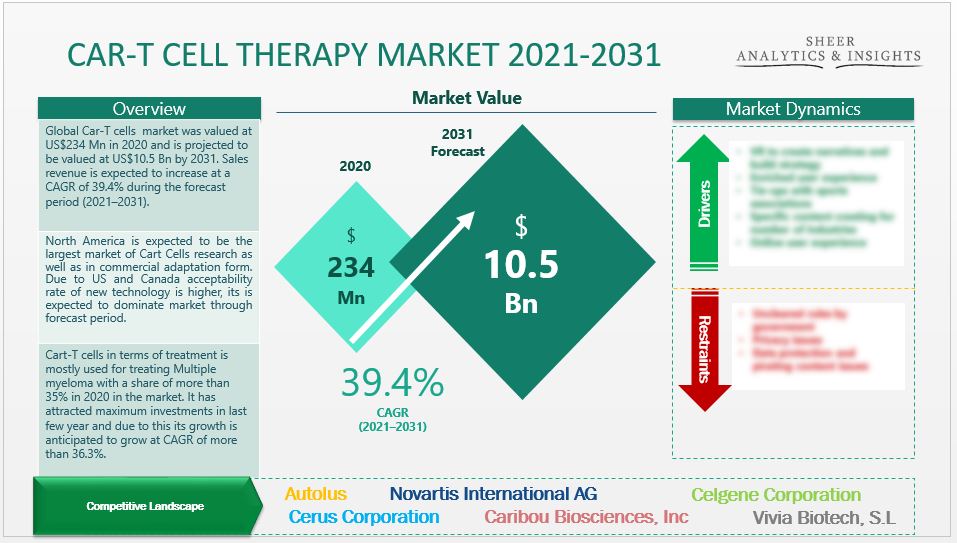 CAR-T CELL THERAPY MARKET 2021-2031
SHEER
ANALYTICS & INSIGHTS
Overview
Global Car-T cells market was valued at
US$234 Mn in 2020 and is projected to
be valued at US$10.5 Bn by 2031. Sales
revenue is expected to increase at a
CAGR of 39.4% during the forecast
period (2021–2031).
North America is expected to be the
largest market of Cart Cells research as
well as in commercial adaptation form.
Due to US and Canada acceptability
rate of new technology is higher, its is
expected to dominate market through
forecast period.
Cart-T cells in terms of treatment is
mostly used for treating Multiple
myeloma with a share of more than
35% in 2020 in the market. It has
attracted maximum investments in last
few year and due to this its growth is
anticipated to grow at CAGR of more
than 36.3%.
Market Value
2020
$
234
Mn
2031
Forecast
$
10.5
Bn
39.4%
CAGR
(2021–2031)
Market Dynamics
Drivers
Restraints
Competitive Landscape
Autolus
Novartis International AG
Celgene Corporation
Cerus Corporation
Caribou Biosciences, Inc
Vivia Biotech, S.L